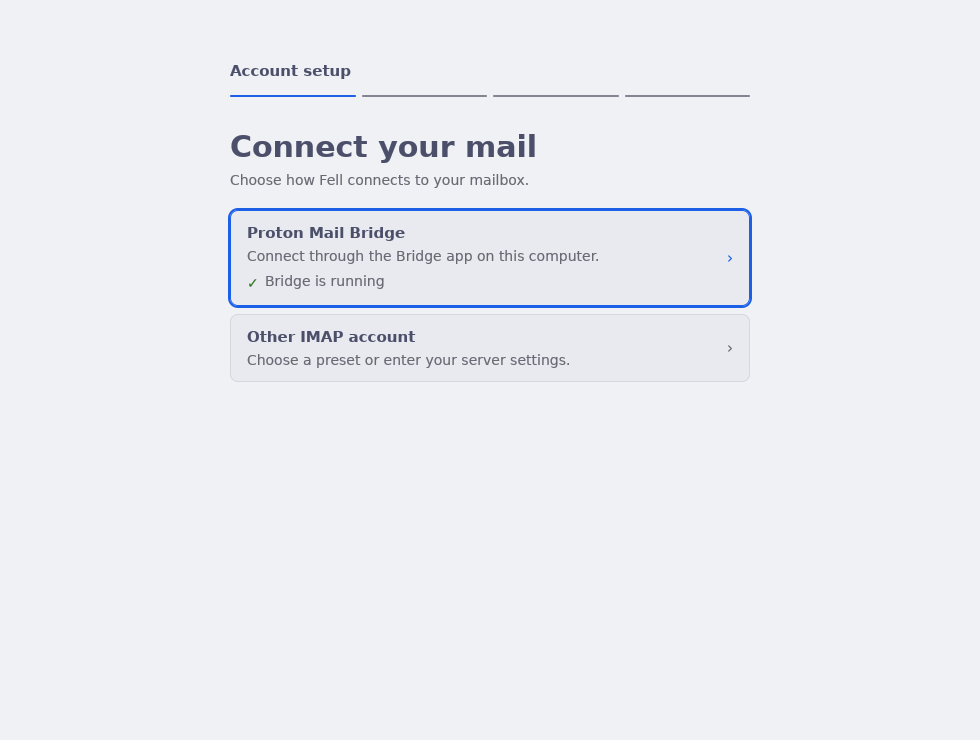 Account setup
Connect your mail
Choose how Fell connects to your mailbox.
Proton Mail Bridge
Connect through the Bridge app on this computer.
✓ Bridge is running
Other IMAP account
Choose a preset or enter your server settings.